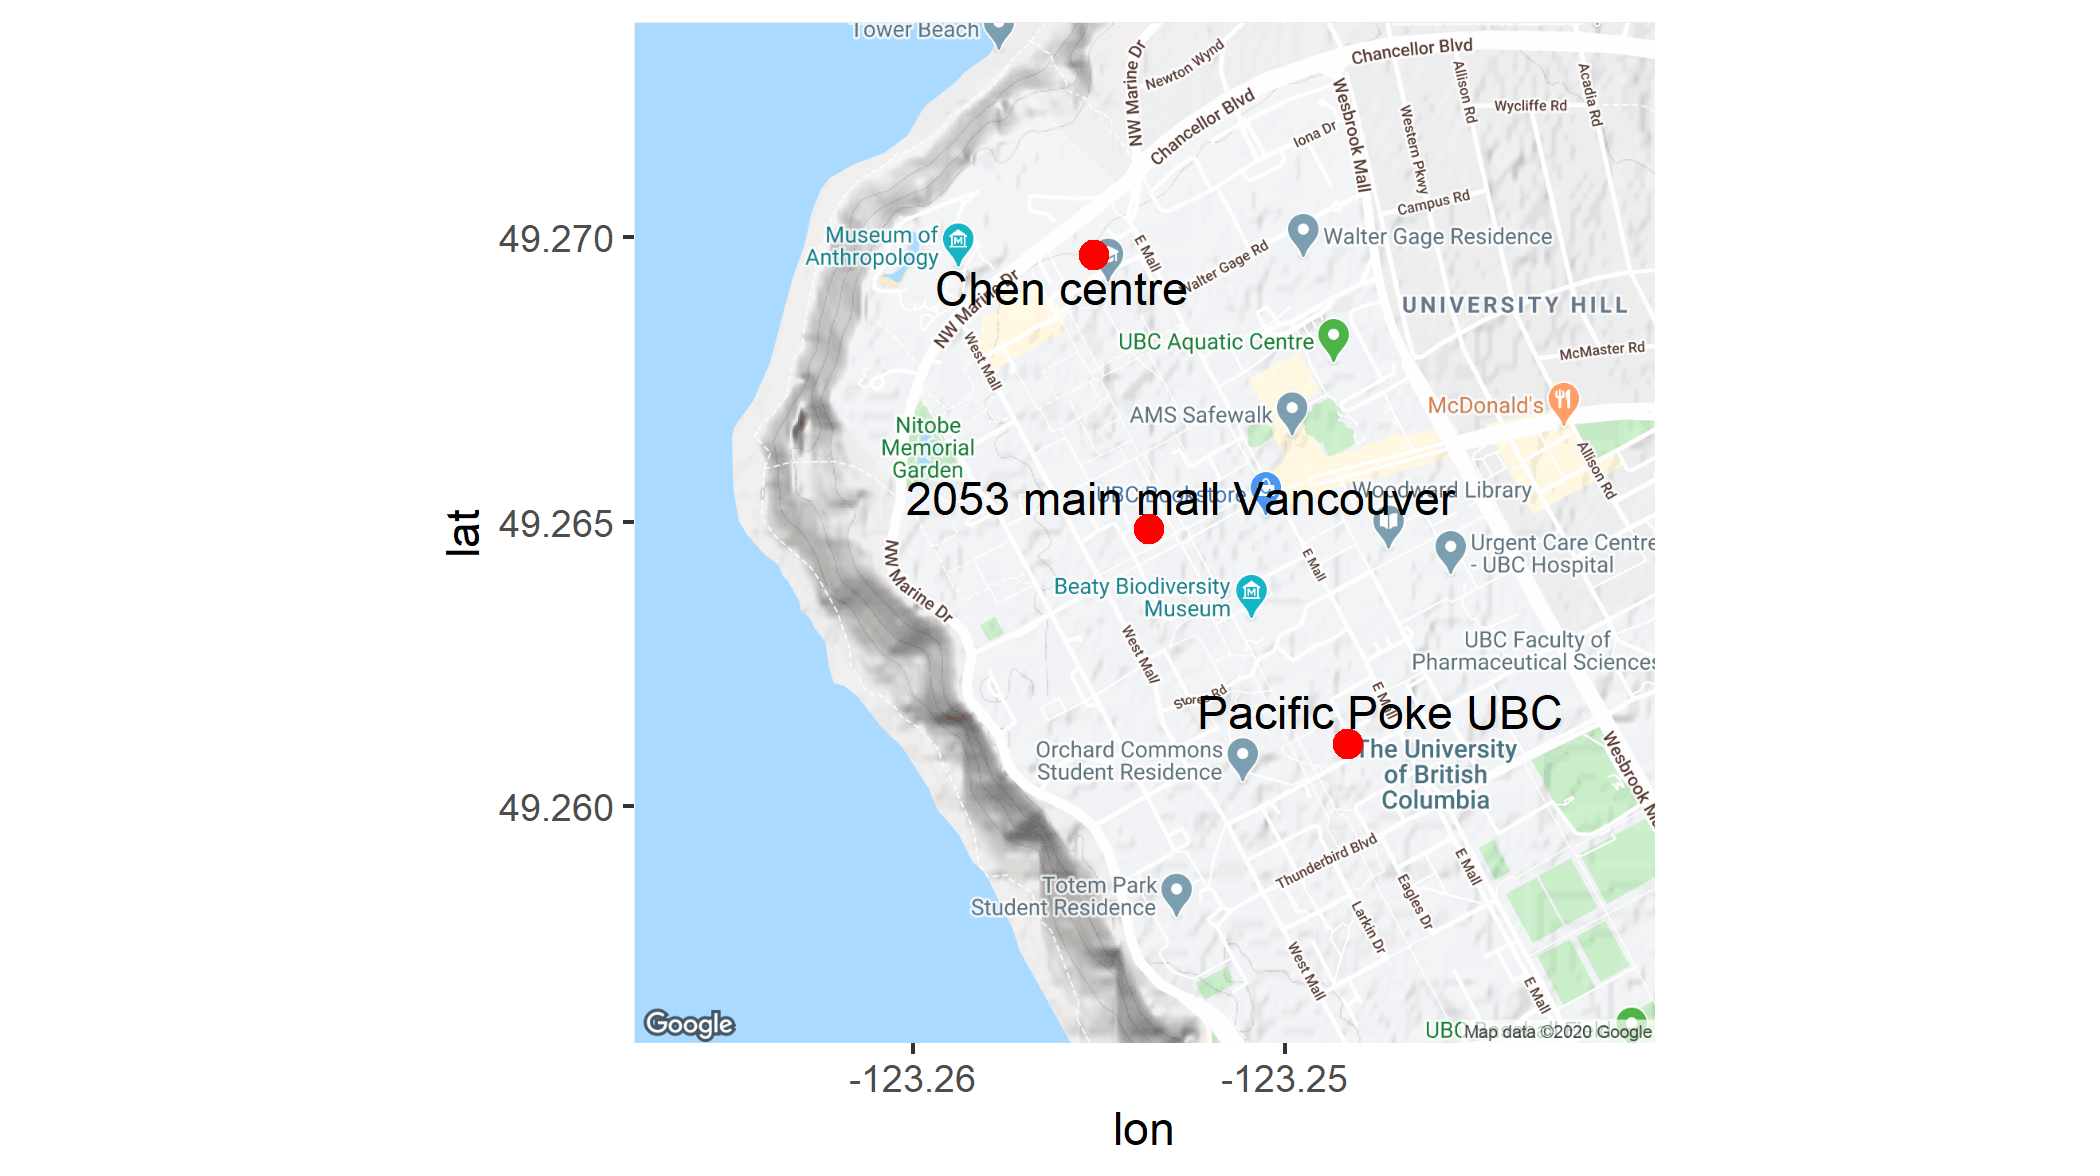 Tower Beach
NW Marine Dr
Newton Wynd
Chancellor Blvd
Chancellor Blvd
Allison Rd
Acadia Rd
Wycliffe Rd
Wesbrook Mall
Western Pkwy
Iona Dr
Campus Rd
49.270
Museum of
Anthropology
E Mall
Walter Gage Rd
Walter Gage Residence
Chen centre
NW Marine Dr
UNIVERSITY HILL
West Mall
UBC Aquatic Centre
McMaster Rd
AMS Safewalk
McDonald's
Nitobe
Memorial
Garden
Allison Rd
UBC Bookstore
Woodward Library
2053 main mall Vancouver
lat
49.265
NW Marine Dr
E Mall
Urgent Care Centre
- UBC Hospital
Beaty Biodiversity
Museum
West Mall
UBC Faculty of
Pharmaceutical Sciences
Stores Rd
E Mall
Pacific Poke UBC
Orchard Commons
Student Residence
The University
of British
Columbia
Wesbrook M
49.260
Thunderbird Blvd
E Mall
Eagles Dr
Totem Park
Student Residence
Larkin Dr
West Mall
E Mall
Google
UBC
Map data ©2020 Google
-123.26
-123.25
lon